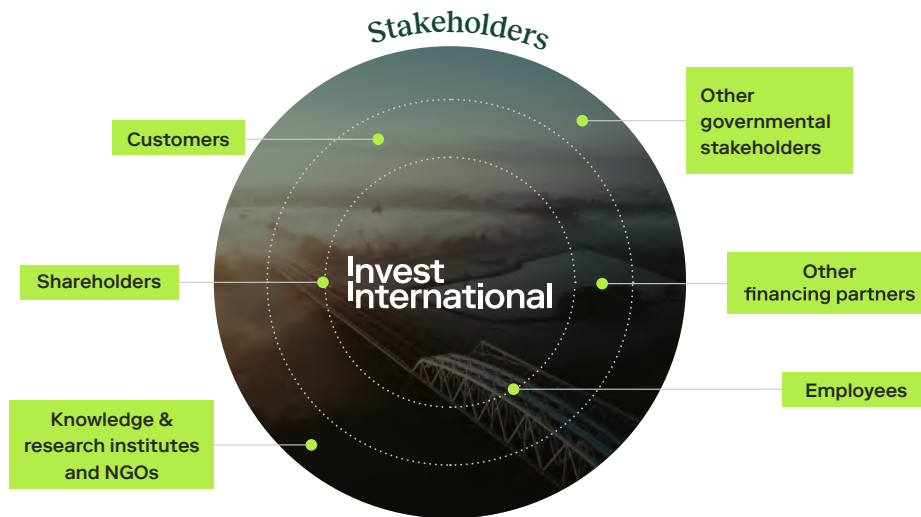 Stakeholders
Customers
Other
governmental
stakeholders
Shareholders
Invest
International
Other
financing partners
Employees
Knowledge &
research institutes
and NGOs